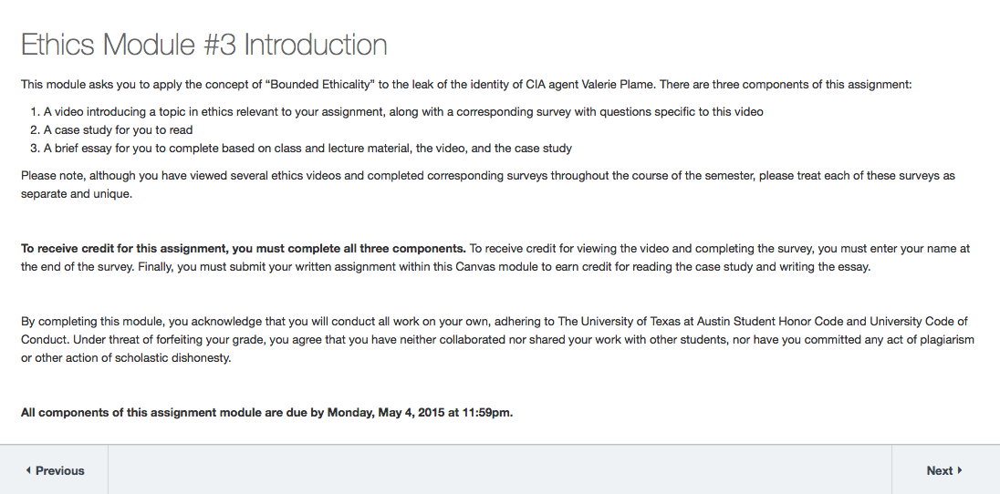 Ethics Module #3 Introduction
This module asks you to apply the concept of “Bounded Ethicality” to the leak of the identity of CIA agent Valerie Plame. There are three components of this assignment:
1. A video introducing a topic in ethics relevant to your assignment, along with a corresponding survey with questions specific to this video
2. A case study for you to read
3. A brief essay for you to complete based on class and lecture material, the video, and the case study
Please note, although you have viewed several ethics videos and completed corresponding surveys throughout the course of the semester, please treat each of these surveys as
separate and unique.
To receive credit for this assignment, you must complete all three components. To receive credit for viewing the video and completing the survey, you must enter your name at
the end of the survey. Finally, you must submit your written assignment within this Canvas module to earn credit for reading the case study and writing the essay.
By completing this module, you acknowledge that you will conduct all work on your own, adhering to The University of Texas at Austin Student Honor Code and University Code of
Conduct. Under threat of forfeiting your grade, you agree that you have neither collaborated nor shared your work with other students, nor have you committed any act of plagiarism
or other action of scholastic dishonesty.
All components of this assignment module are due by Monday, May 4, 2015 at 11:59pm.
Previous
Next